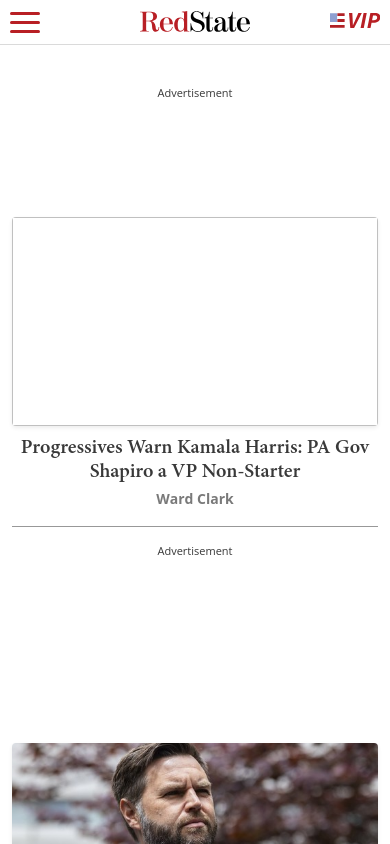 RedState
VIP
Advertisement
Progressives Warn Kamala Harris: PA Gov
Shapiro a VP Non-Starter
Ward Clark
Advertisement